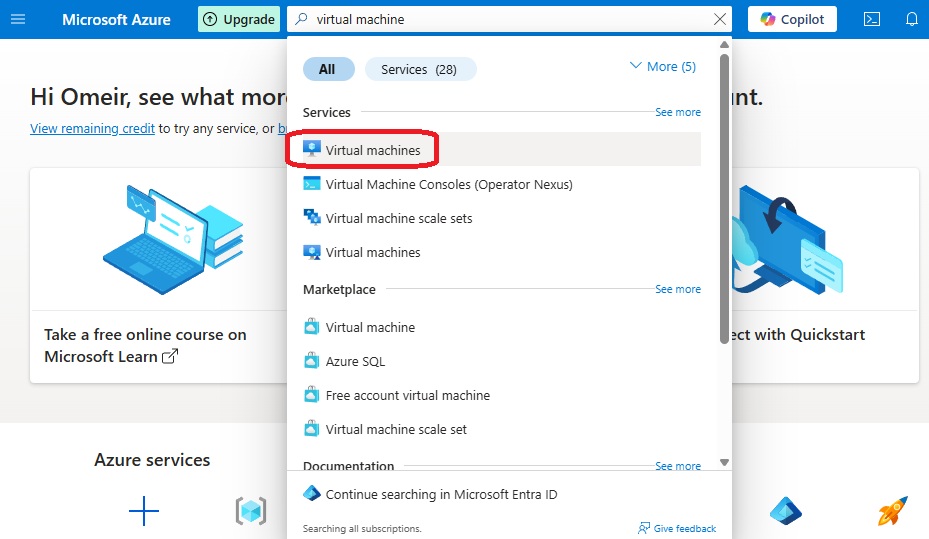 Microsoft Azure
Upgrade
virtual machine
Copilot
Hi Omeir, see what more
nt.
View remaining credit to try any service, or b
All
Services (28)
More (5)
Services
See more
Virtual machines
Virtual Machine Consoles (Operator Nexus)
Virtual machine scale sets
Virtual machines
Marketplace
See more
Virtual machine
Azure SQL
Free account virtual machine
Virtual machine scale set
Documentation
See more
Continue searching in Microsoft Entra ID
Searching all subscriptions.
Give feedback
Take a free online course on
Microsoft Learn
ect with Quickstart
Azure services